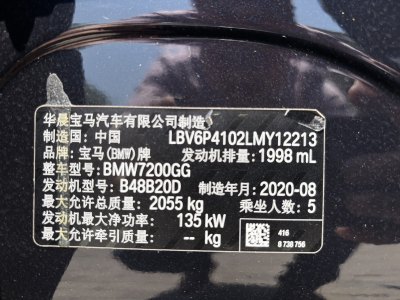 华晨宝马汽车有限公司制造
制造国：中国 LBV6P4102LMY12213
品牌：宝马(BMW)牌 发动机排量：1998 mL
整车型号：BMW7200GG
发动机型号：B48B20D 制造年月：2020-08
最大允许总质量：2055 kg 乘坐人数：5
发动机最大净功率：135 kW
最大允许牵引质量：-- kg
416
8 738 756